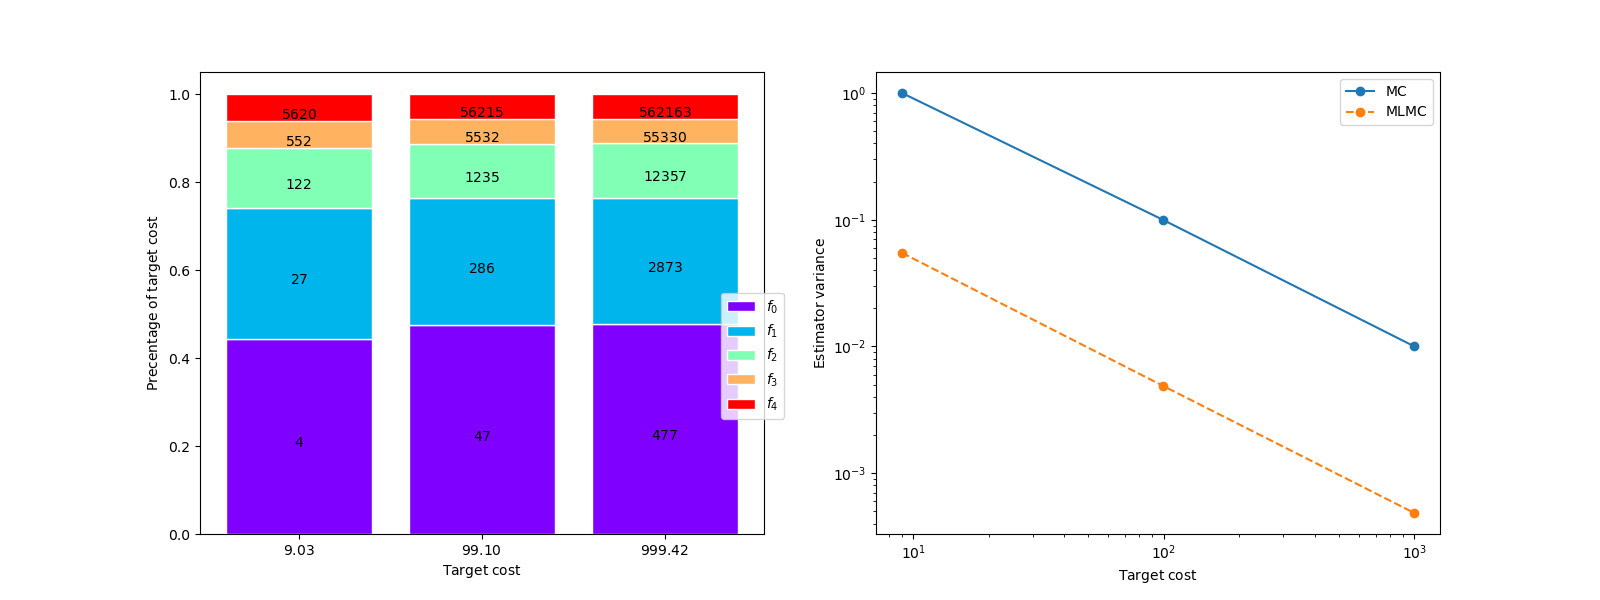 1.0
0.8
0.6
0.4
0.2
0.0
Precentage of target cost
5620
552
122
27
4
56215
5532
1235
286
47
562163
55330
12357
2873
477
f0
f1
f2
f3
f4
9.03 99.10 999.42
Target cost
10^0
10^-1
10^-2
10^-3
Estimator variance
MC
MLMC
10^1 10^2 10^3
Target cost